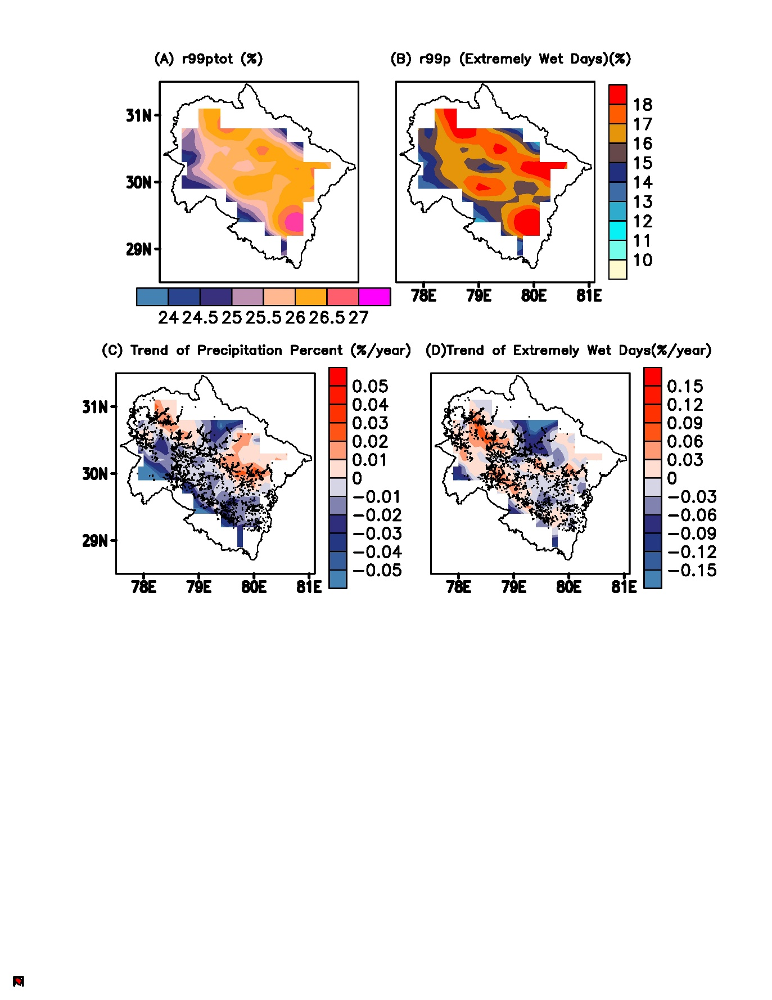 (A) r99ptot (%)
(B) r99p (Extremely Wet Days)(%)
31N
30N
29N
24 24.5 25 25.5 26 26.5 27
78E 79E 80E 81E
18
17
16
15
14
13
12
11
10
(C) Trend of Precipitation Percent (%/year)
(D)Trend of Extremely Wet Days(%/year)
31N
30N
29N
78E 79E 80E 81E
0.05
0.04
0.03
0.02
0.01
0
−0.01
−0.02
−0.03
−0.04
−0.05
78E 79E 80E 81E
0.15
0.12
0.09
0.06
0.03
0
−0.03
−0.06
−0.09
−0.12
−0.15